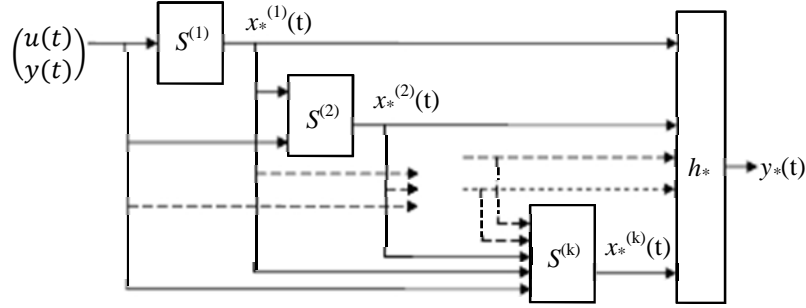 (u(t)
y(t))
S^(1)
x*^(1)(t)
S^(2)
x*^(2)(t)
h*
y*(t)
S^(k)
x*^(k)(t)